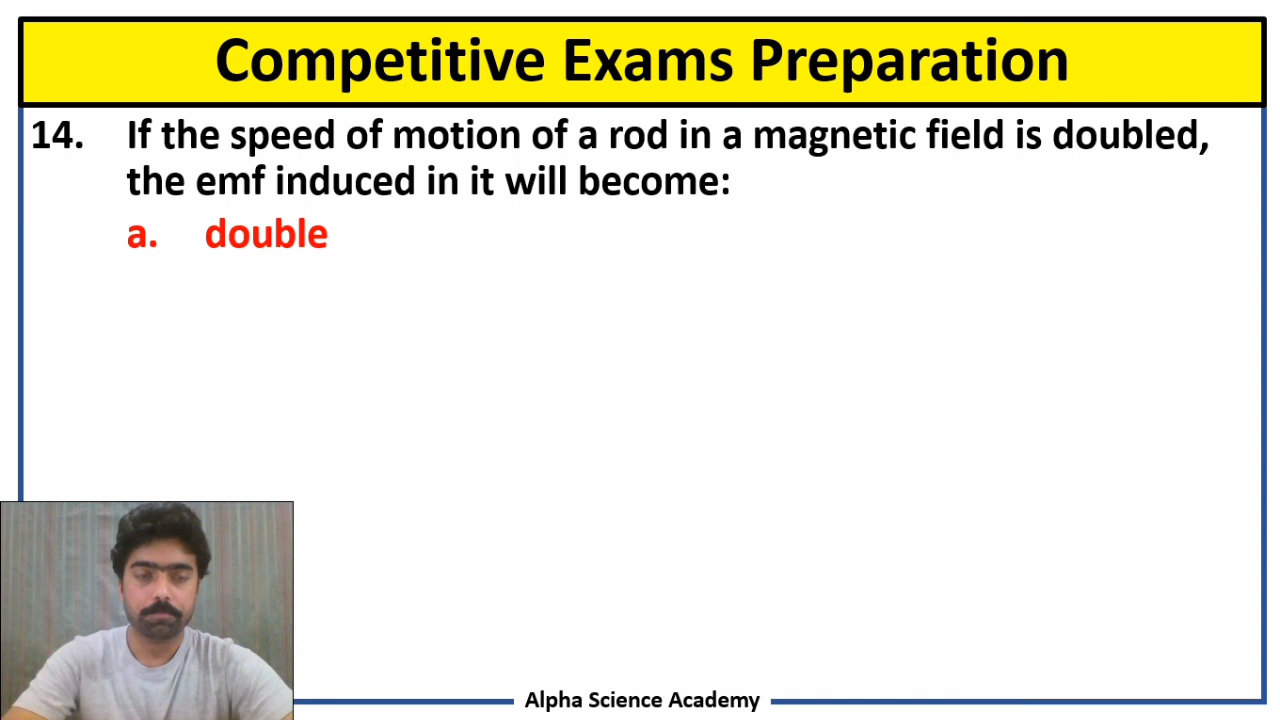 Competitive Exams Preparation
14. If the speed of motion of a rod in a magnetic field is doubled,
the emf induced in it will become:
a. double
Alpha Science Academy